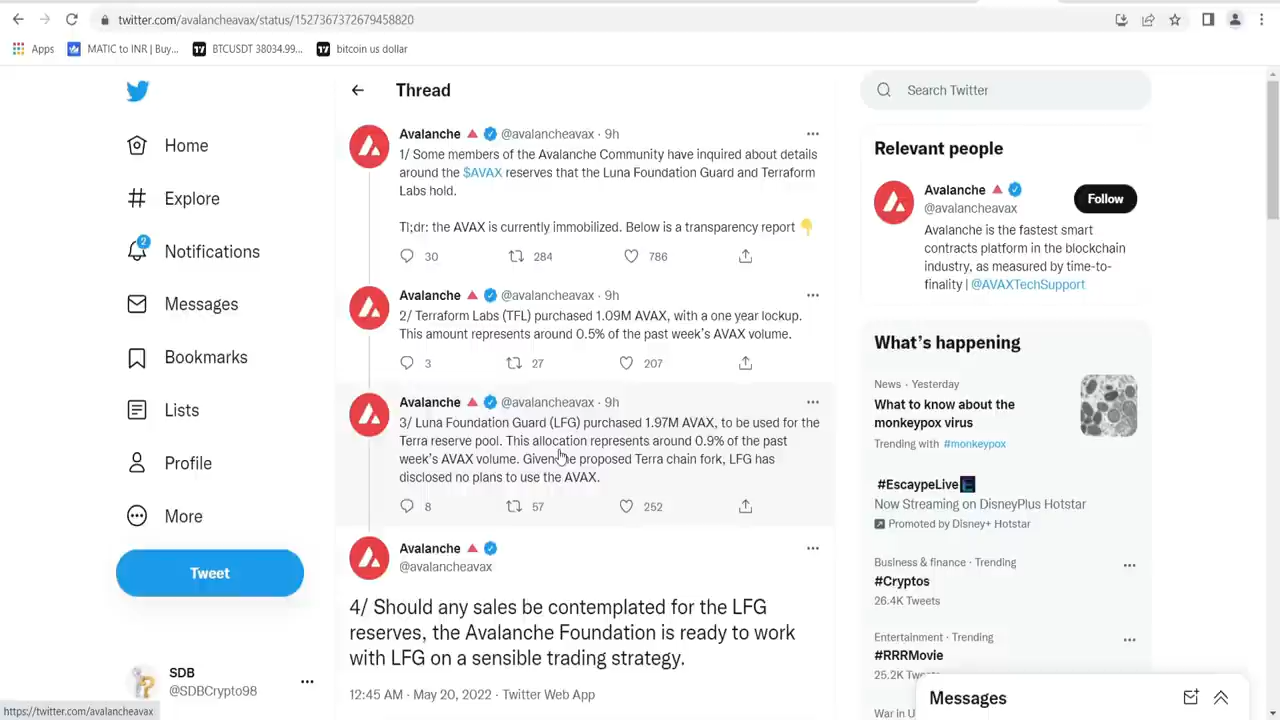 twitter.com/avalancheavax/status/1527367372679458820
Apps
MATIC to INR | Buy...
BTCUSDT 38034.99...
bitcoin us dollar
Home
Explore
2
Notifications
Messages
Bookmarks
Lists
Profile
More
Tweet
SDB
@SDBCrypto98
https://twitter.com/avalancheavax
Thread
Avalanche @avalancheavax · 9h
1/ Some members of the Avalanche Community have inquired about details
around the $AVAX reserves that the Luna Foundation Guard and Terraform
Labs hold.
Tl;dr: the AVAX is currently immobilized. Below is a transparency report
30 284 786
Avalanche @avalancheavax · 9h
2/ Terraform Labs (TFL) purchased 1.09M AVAX, with a one year lockup.
This amount represents around 0.5% of the past week's AVAX volume.
3 27 207
Avalanche @avalancheavax · 9h
3/ Luna Foundation Guard (LFG) purchased 1.97M AVAX, to be used for the
Terra reserve pool. This allocation represents around 0.9% of the past
week's AVAX volume. Given the proposed Terra chain fork, LFG has
disclosed no plans to use the AVAX.
8 57 252
Avalanche
@avalancheavax
4/ Should any sales be contemplated for the LFG
reserves, the Avalanche Foundation is ready to work
with LFG on a sensible trading strategy.
12:45 AM · May 20, 2022 · Twitter Web App
Search Twitter
Relevant people
Avalanche
@avalancheavax
Follow
Avalanche is the fastest smart
contracts platform in the blockchain
industry, as measured by time-to-
finality | @AVAXTechSupport
What's happening
News · Yesterday
What to know about the
monkeypox virus
Trending with #monkeypox
#EscaypeLive
Now Streaming on DisneyPlus Hotstar
Promoted by Disney+ Hotstar
Business & finance · Trending
#Cryptos
26.4K Tweets
Entertainment · Trending
#RRRMovie
25.2K Tweets
War in U
Messages